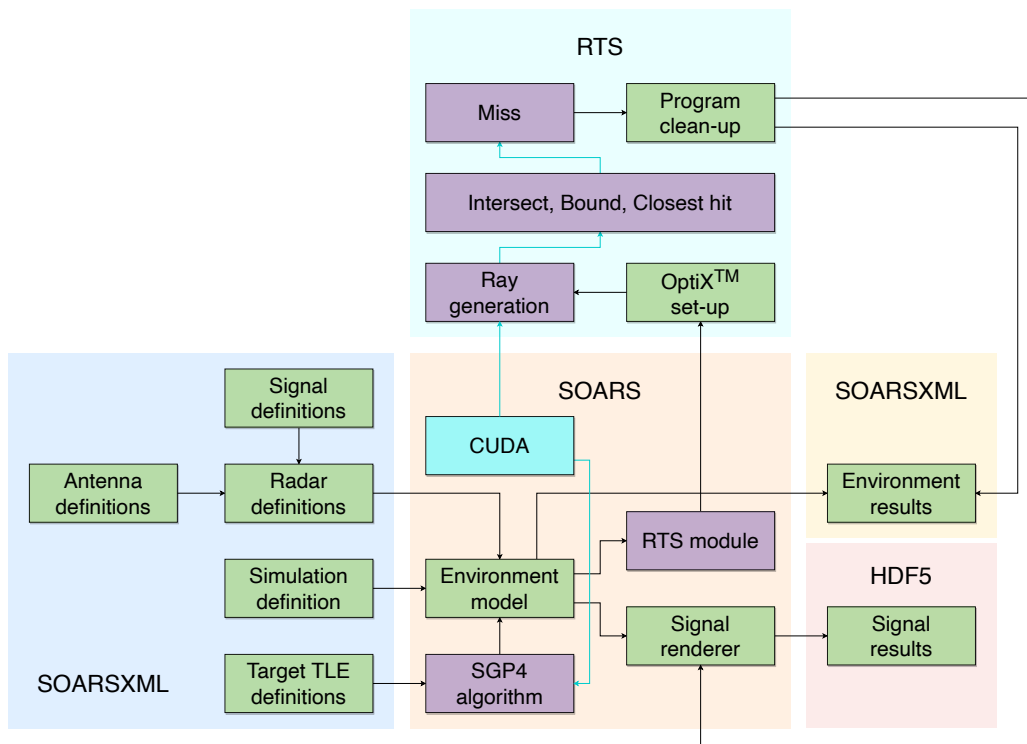 RTS
Miss
Program
clean-up
Intersect, Bound, Closest hit
Ray
generation
OptiX™
set-up
Signal
definitions
SOARS
SOARSXML
CUDA
Antenna
definitions
Radar
definitions
Environment
results
RTS module
Simulation
definition
Environment
model
HDF5
Signal
renderer
Signal
results
SOARSXML
Target TLE
definitions
SGP4
algorithm